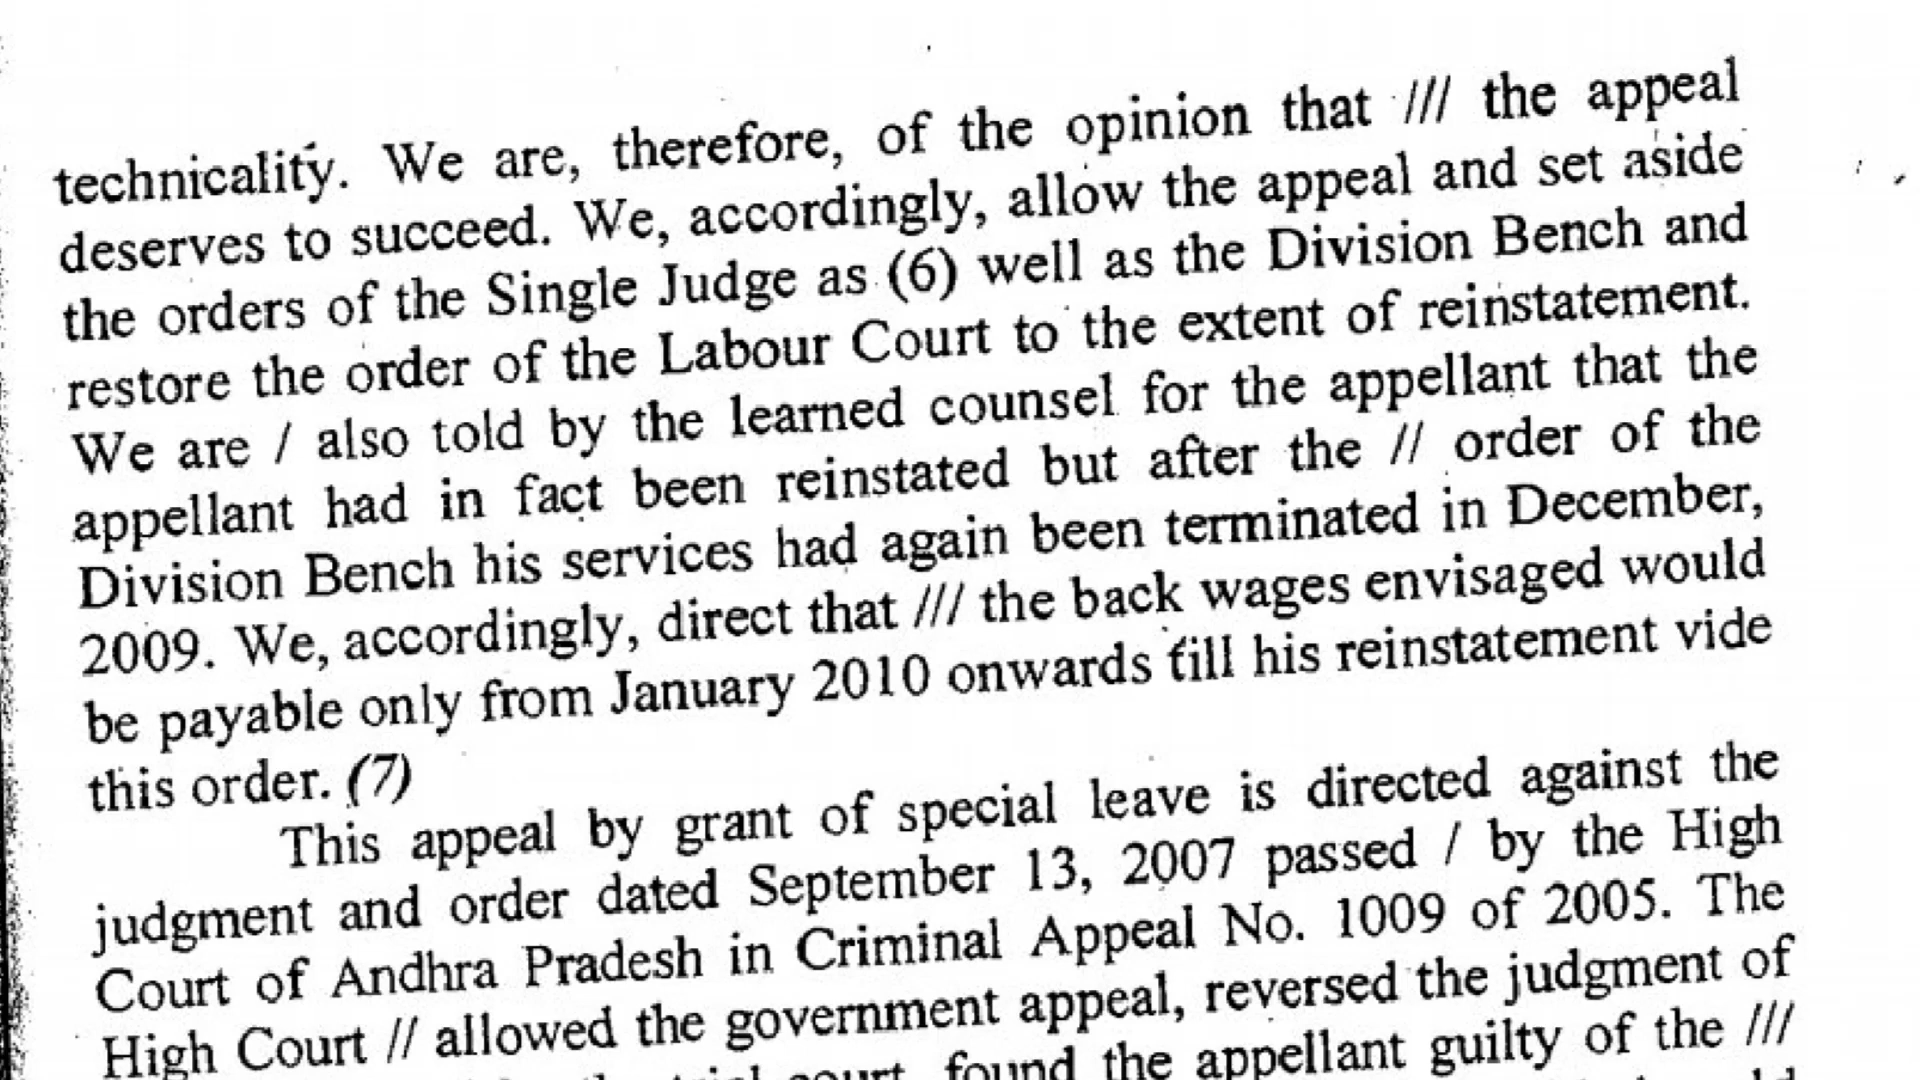 technicality. We are, therefore, of the opinion that /// the appeal
deserves to succeed. We, accordingly, allow the appeal and set aside
the orders of the Single Judge as (6) well as the Division Bench and
restore the order of the Labour Court to the extent of reinstatement.
We are / also told by the learned counsel for the appellant that the
appellant had in fact been reinstated but after the // order of the
Division Bench his services had again been terminated in December,
2009. We, accordingly, direct that /// the back wages envisaged would
be payable only from January 2010 onwards till his reinstatement vide
this order. (7)
This appeal by grant of special leave is directed against the
judgment and order dated September 13, 2007 passed / by the High
Court of Andhra Pradesh in Criminal Appeal No. 1009 of 2005. The
High Court // allowed the government appeal, reversed the judgment of
court, found the appellant guilty of the ///